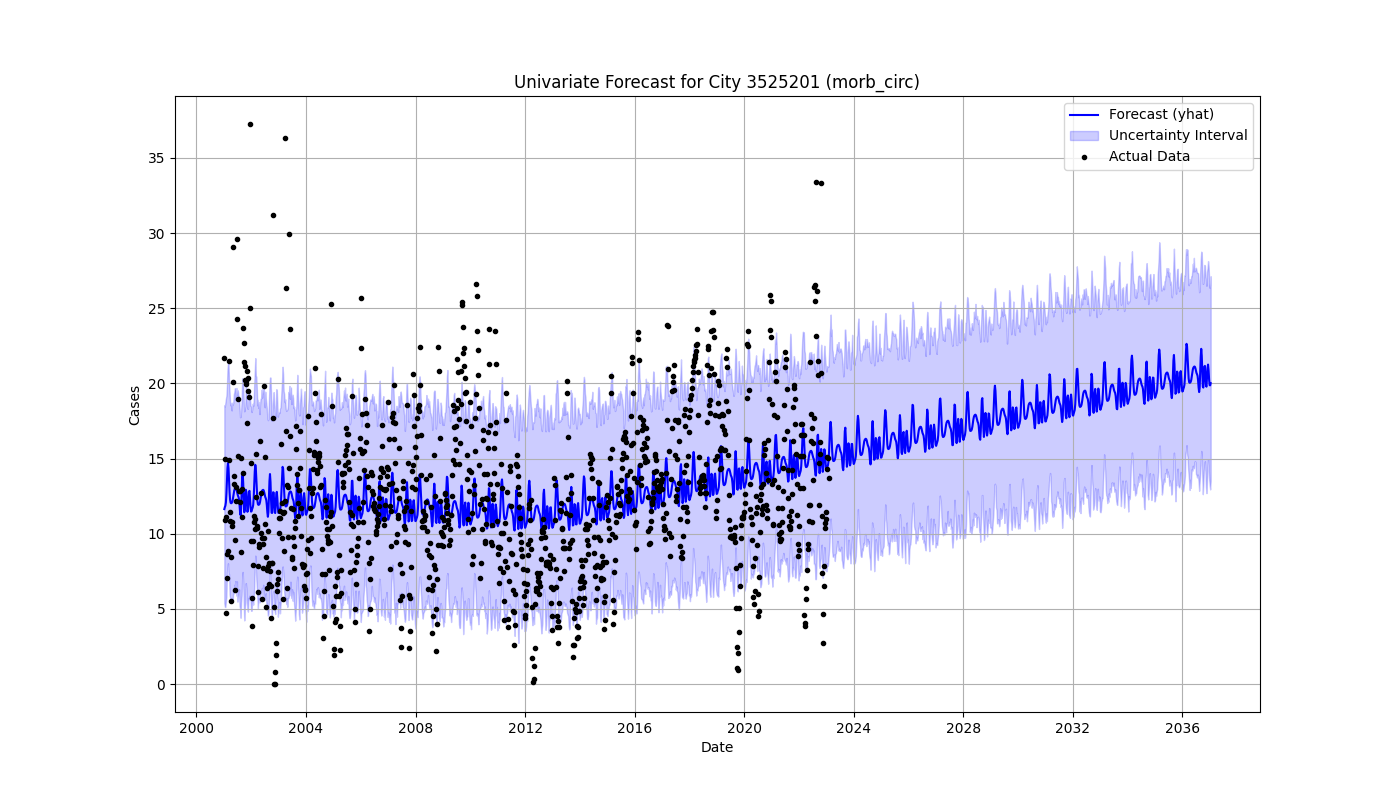 Univariate Forecast for City 3525201 (morb_circ)
Forecast (yhat)
Uncertainty Interval
Actual Data
Cases
35
30
25
20
15
10
5
0
2000 2004 2008 2012 2016 2020 2024 2028 2032 2036
Date